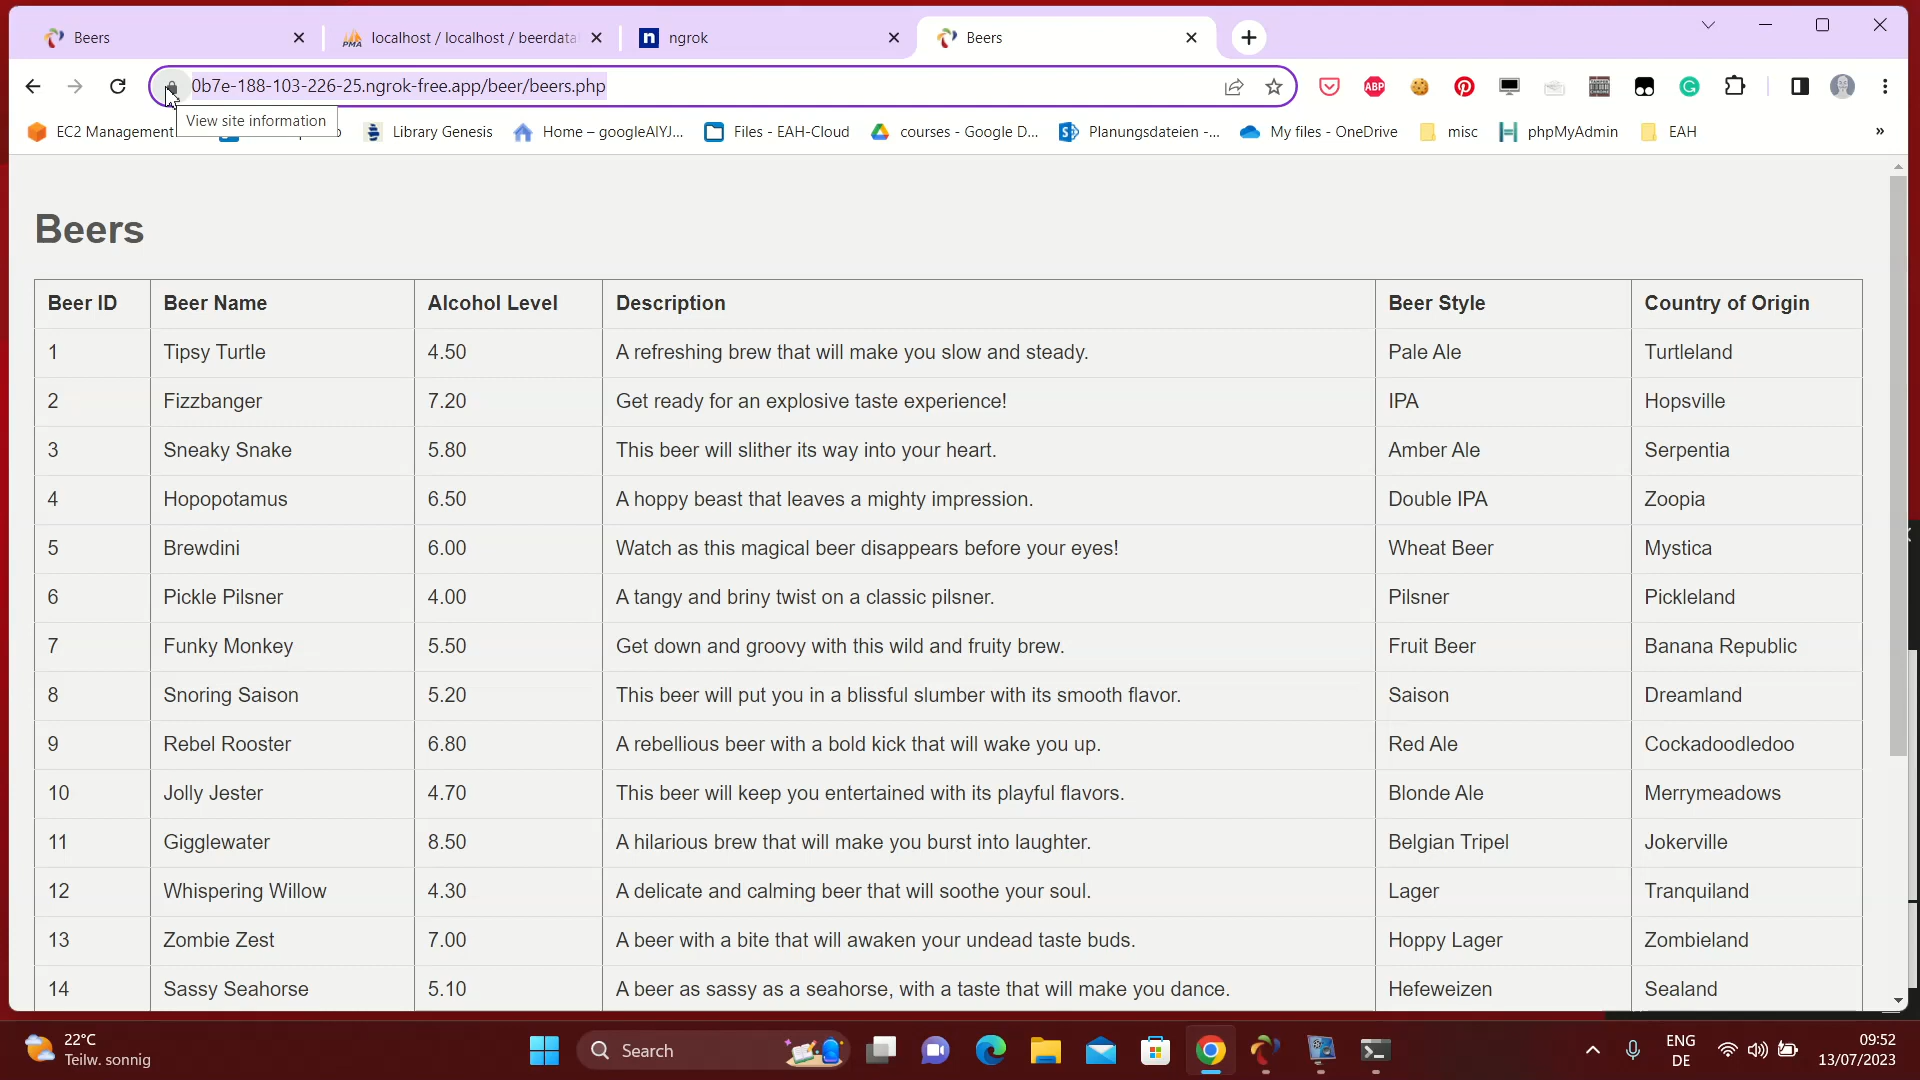 Beers
localhost / localhost / beerdatal
ngrok
Beers
0b7e-188-103-226-25.ngrok-free.app/beer/beers.php
ABP
View site information
EC2 Management
Library Genesis
Home – googleAIYJ...
Files - EAH-Cloud
courses - Google D...
Planungsdateien -...
My files - OneDrive
misc
phpMyAdmin
EAH
»
Beers
Beer ID Beer Name Alcohol Level Description Beer Style Country of Origin
1 Tipsy Turtle 4.50 A refreshing brew that will make you slow and steady. Pale Ale Turtleland
2 Fizzbanger 7.20 Get ready for an explosive taste experience! IPA Hopsville
3 Sneaky Snake 5.80 This beer will slither its way into your heart. Amber Ale Serpentia
4 Hopopotamus 6.50 A hoppy beast that leaves a mighty impression. Double IPA Zoopia
5 Brewdini 6.00 Watch as this magical beer disappears before your eyes! Wheat Beer Mystica
6 Pickle Pilsner 4.00 A tangy and briny twist on a classic pilsner. Pilsner Pickleland
7 Funky Monkey 5.50 Get down and groovy with this wild and fruity brew. Fruit Beer Banana Republic
8 Snoring Saison 5.20 This beer will put you in a blissful slumber with its smooth flavor. Saison Dreamland
9 Rebel Rooster 6.80 A rebellious beer with a bold kick that will wake you up. Red Ale Cockadoodledoo
10 Jolly Jester 4.70 This beer will keep you entertained with its playful flavors. Blonde Ale Merrymeadows
11 Gigglewater 8.50 A hilarious brew that will make you burst into laughter. Belgian Tripel Jokerville
12 Whispering Willow 4.30 A delicate and calming beer that will soothe your soul. Lager Tranquiland
13 Zombie Zest 7.00 A beer with a bite that will awaken your undead taste buds. Hoppy Lager Zombieland
14 Sassy Seahorse 5.10 A beer as sassy as a seahorse, with a taste that will make you dance. Hefeweizen Sealand
22°C
Teilw. sonnig
Search
ENG
DE
09:52
13/07/2023